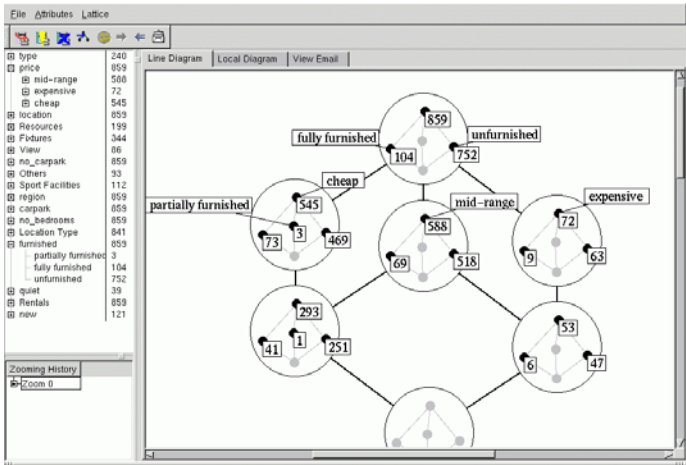 File Attributes Lattice
type 240
price 859
mid-range 588
expensive 72
cheap 545
location 859
Resources 199
Fixtures 344
View 86
no_carpark 859
Others 93
Sport Facilities 112
region 859
carpark 859
no_bedrooms 859
Location Type 841
furnished 859
partially furnished 3
fully furnished 104
unfurnished 752
quiet 39
Rentals 859
new 121
Zooming History
Zoom 0
Line Diagram Local Diagram View Email
859
fully furnished unfurnished
104 752
cheap
partially furnished 545
3
73 469
mid-range
588
69 518
expensive
72
9 63
293
41 1 251
53
6 47